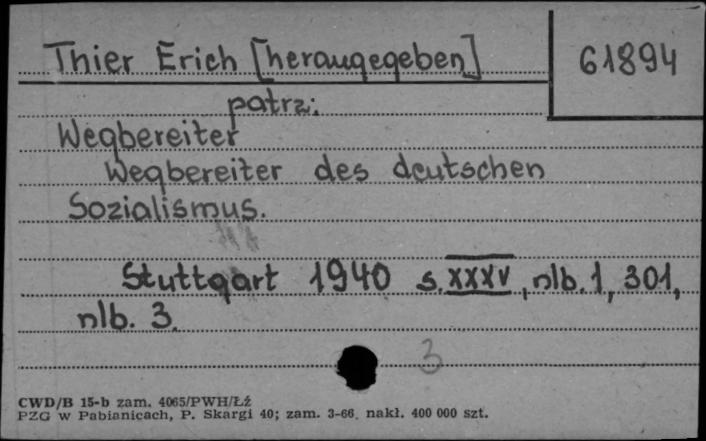 Thier Erich [heraugegeben]
61894
patrz:
Wegbereiter
Wegbereiter des deutschen
Sozialismus.
Stuttgart 1940 s. XXXV, nlb. 1, 301,
nlb. 3.
3
CWD/B 15-b zam. 4065/PWH/Łź
PZG w Pabianicach, P. Skargi 40; zam. 3-66. nakł. 400 000 szt.